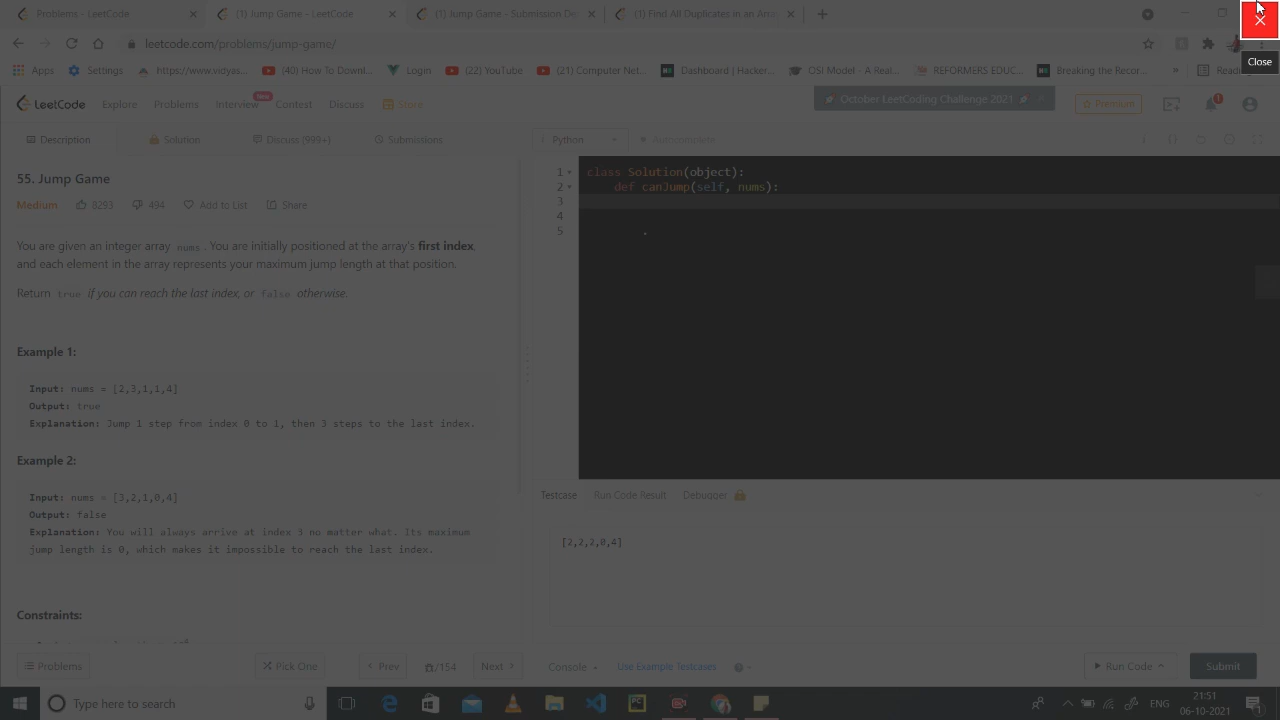 Problems - LeetCode
(1) Jump Game - LeetCode
(1) Jump Game - Submission De
(1) Find All Duplicates in an Arra
leetcode.com/problems/jump-game/
Close
Apps
Settings
https://www.vidyas...
(40) How To Downl...
Login
(22) YouTube
(21) Computer Net...
Dashboard | Hacker...
OSI Model - A Real...
REFORMERS EDUC...
Breaking the Recor...
»
LeetCode
Explore
Problems
Interview
New
Contest
Discuss
Store
October LeetCoding Challenge 2021
Premium
1
Description
Solution
Discuss (999+)
Submissions
Python
Autocomplete
55. Jump Game
Medium
8293
494
Add to List
Share
You are given an integer array nums. You are initially positioned at the array's first index,
and each element in the array represents your maximum jump length at that position.
Return true if you can reach the last index, or false otherwise.
Example 1:
Input: nums = [2,3,1,1,4]
Output: true
Explanation: Jump 1 step from index 0 to 1, then 3 steps to the last index.
Example 2:
Input: nums = [3,2,1,0,4]
Output: false
Explanation: You will always arrive at index 3 no matter what. Its maximum
jump length is 0, which makes it impossible to reach the last index.
Constraints:
1 class Solution(object):
2 def canJump(self, nums):
3
4
5
Testcase
Run Code Result
Debugger
[2,2,2,0,4]
Problems
Pick One
Prev
/154
Next
Console
Use Example Testcases
Run Code
Submit
Type here to search
ENG
21:51
06-10-2021
1